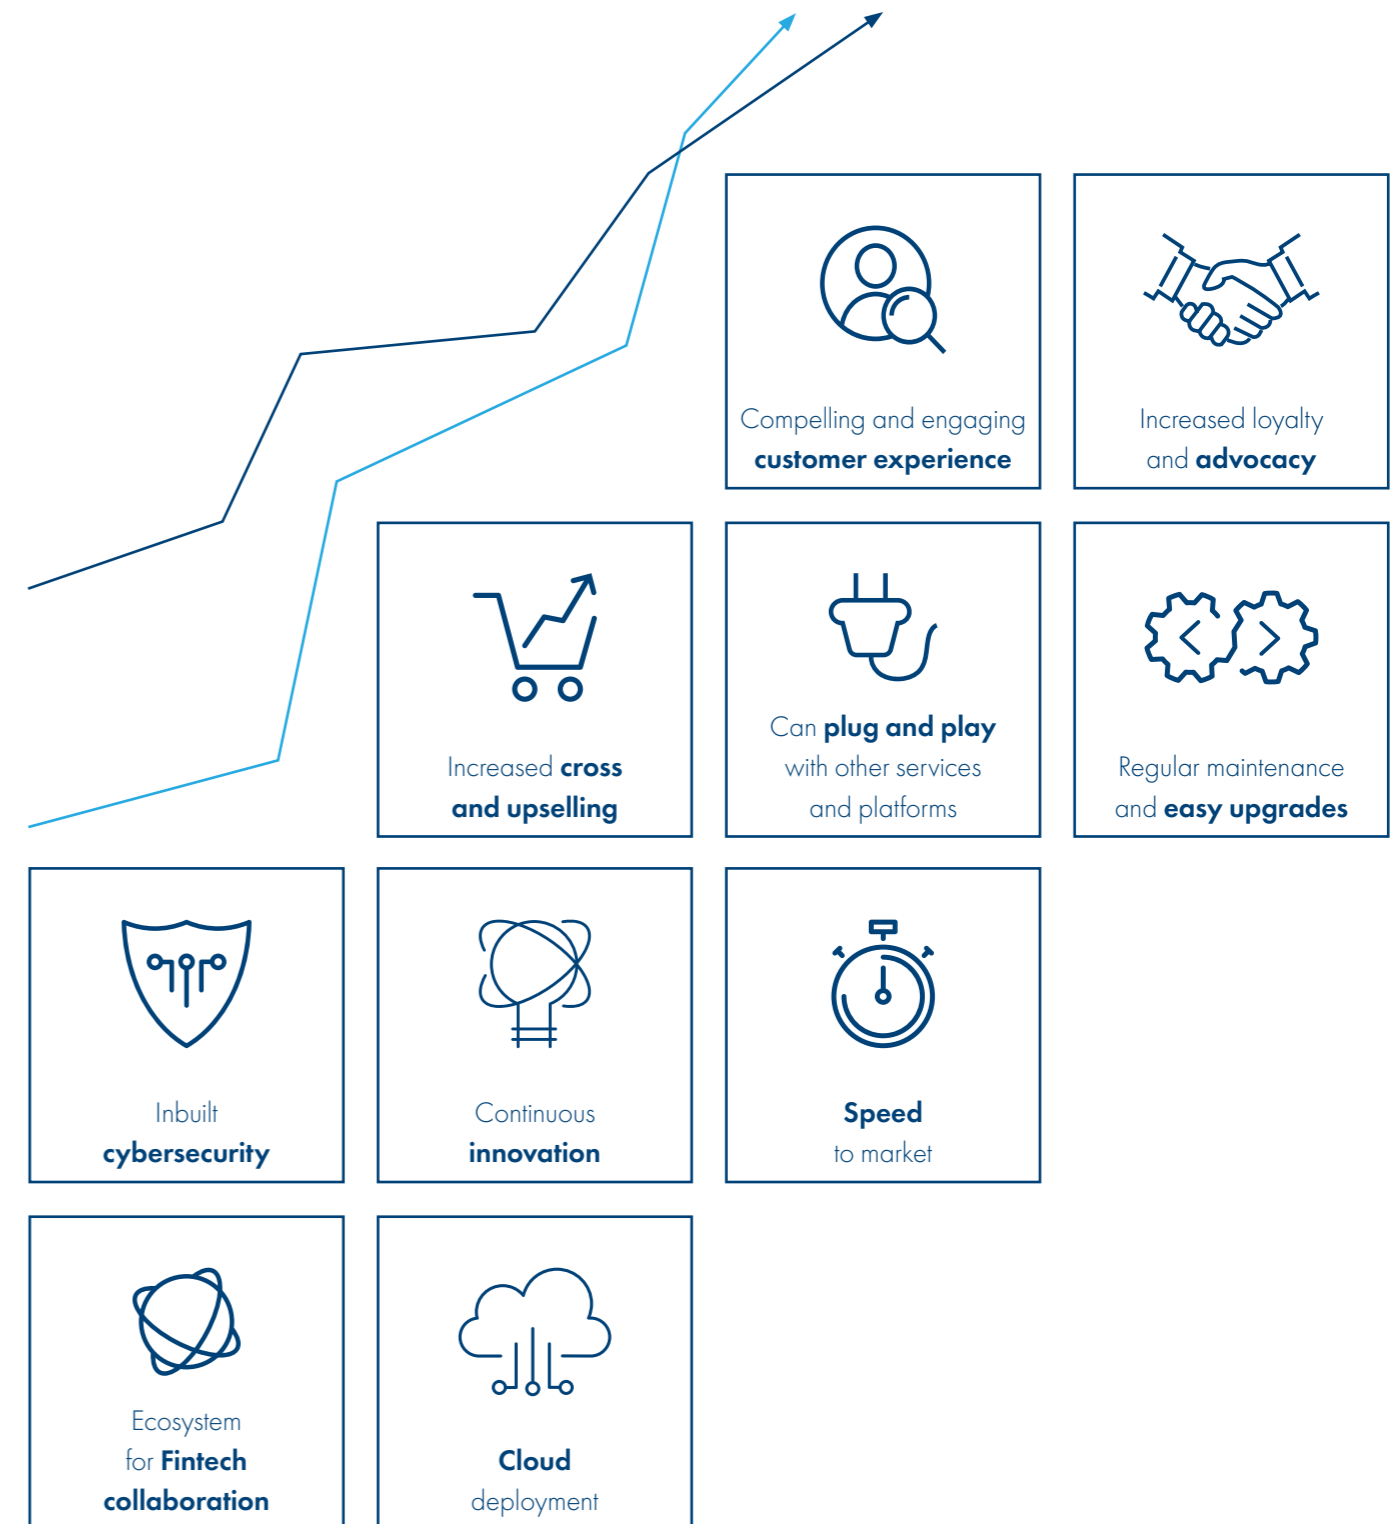 Compelling and engaging
customer experience
Increased loyalty
and advocacy
Increased cross
and upselling
Can plug and play
with other services
and platforms
Regular maintenance
and easy upgrades
Inbuilt
cybersecurity
Continuous
innovation
Speed
to market
Ecosystem
for Fintech
collaboration
Cloud
deployment